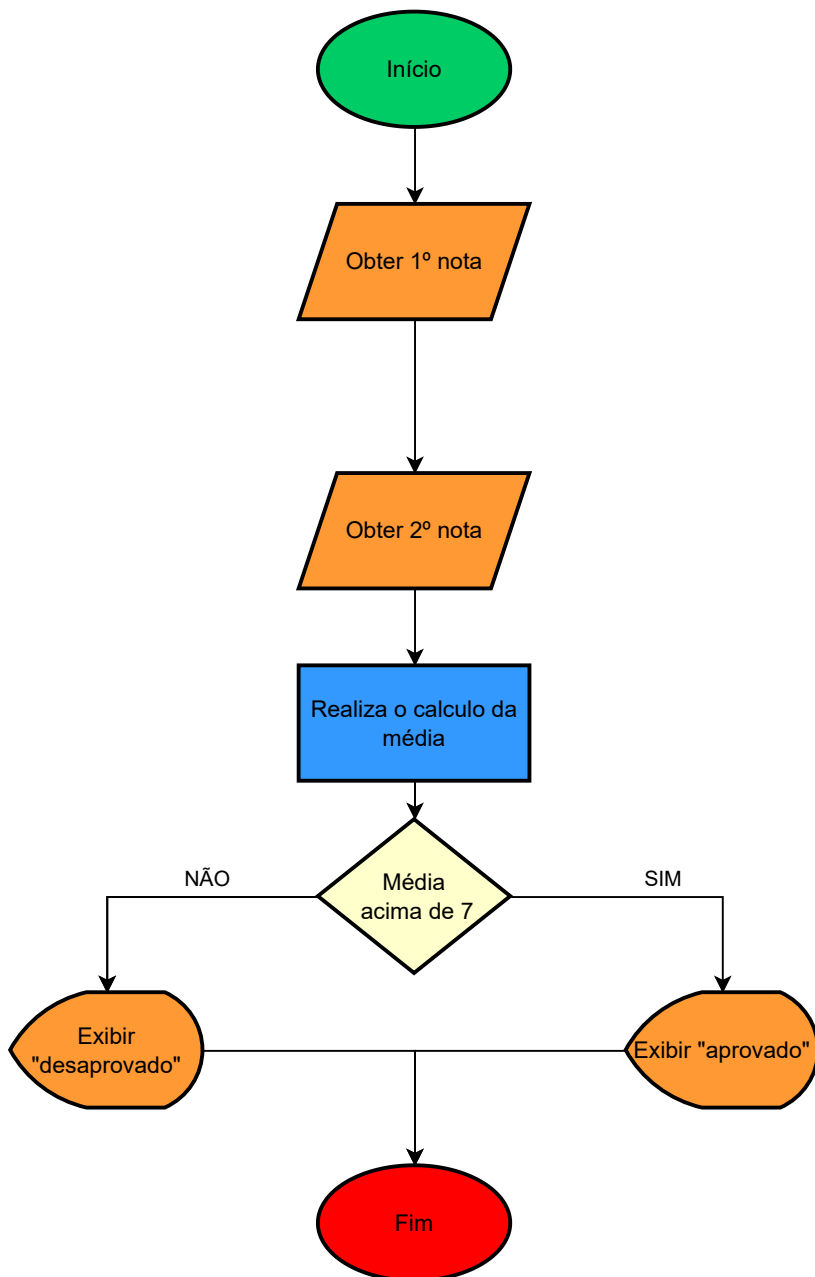 Início
Obter 1º nota
Obter 2º nota
Realiza o calculo da
média
Média
acima de 7
NÃO
SIM
Exibir
"desaprovado"
Exibir "aprovado"
Fim